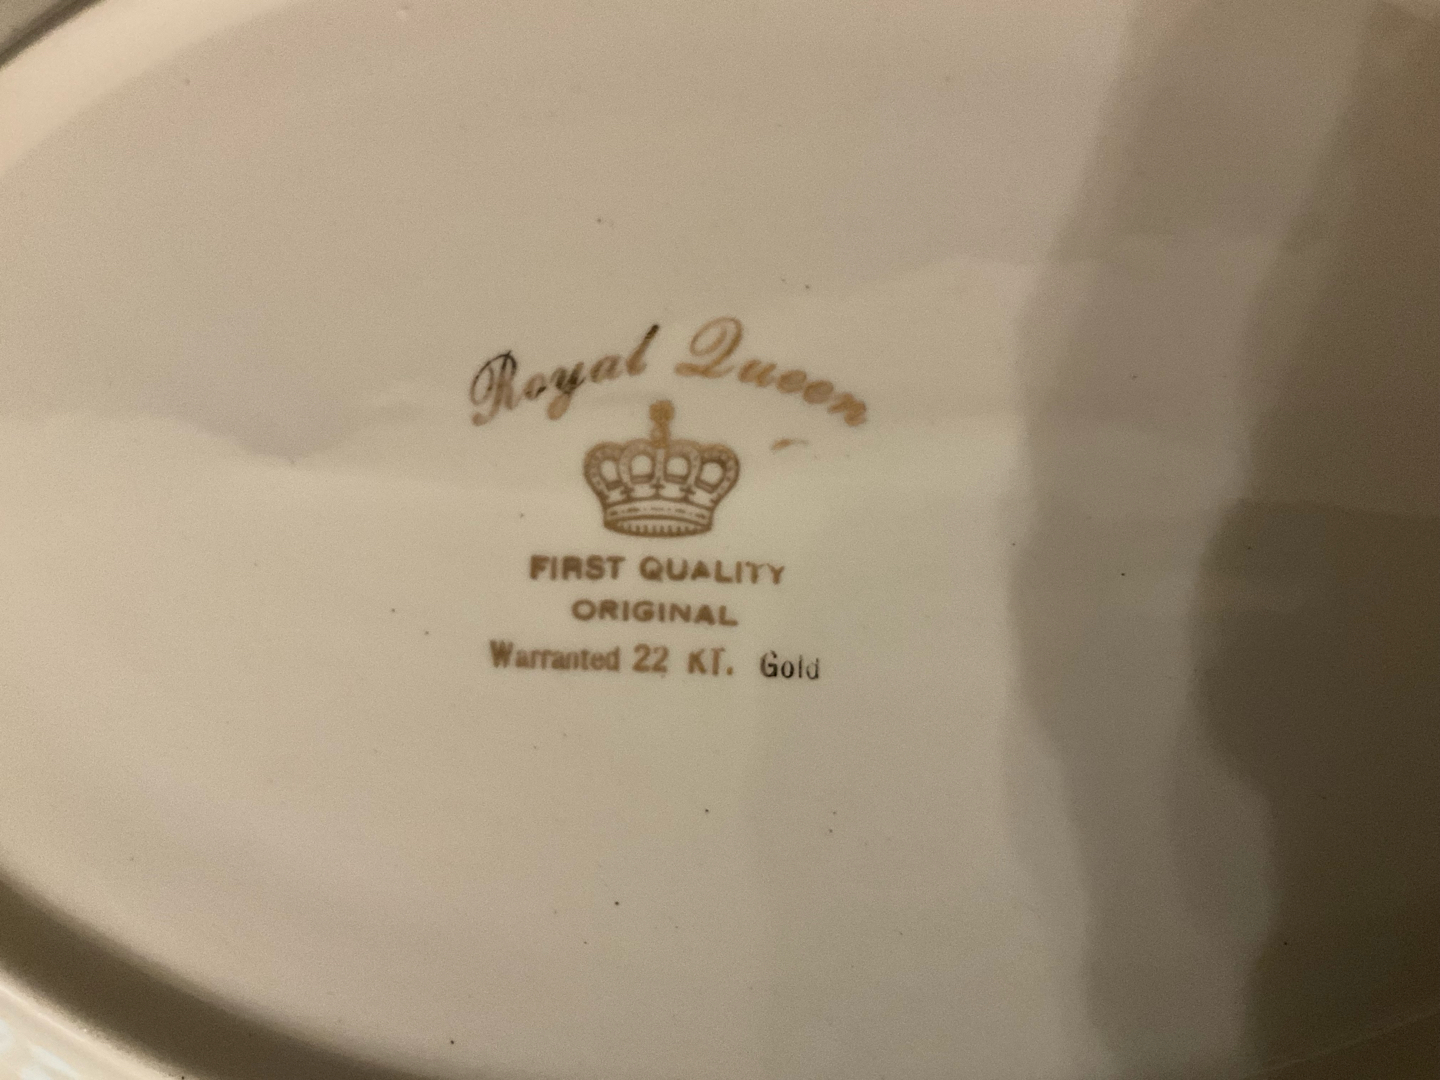 Royal Queen
FIRST QUALITY
ORIGINAL
Warranted 22 KT. Gold